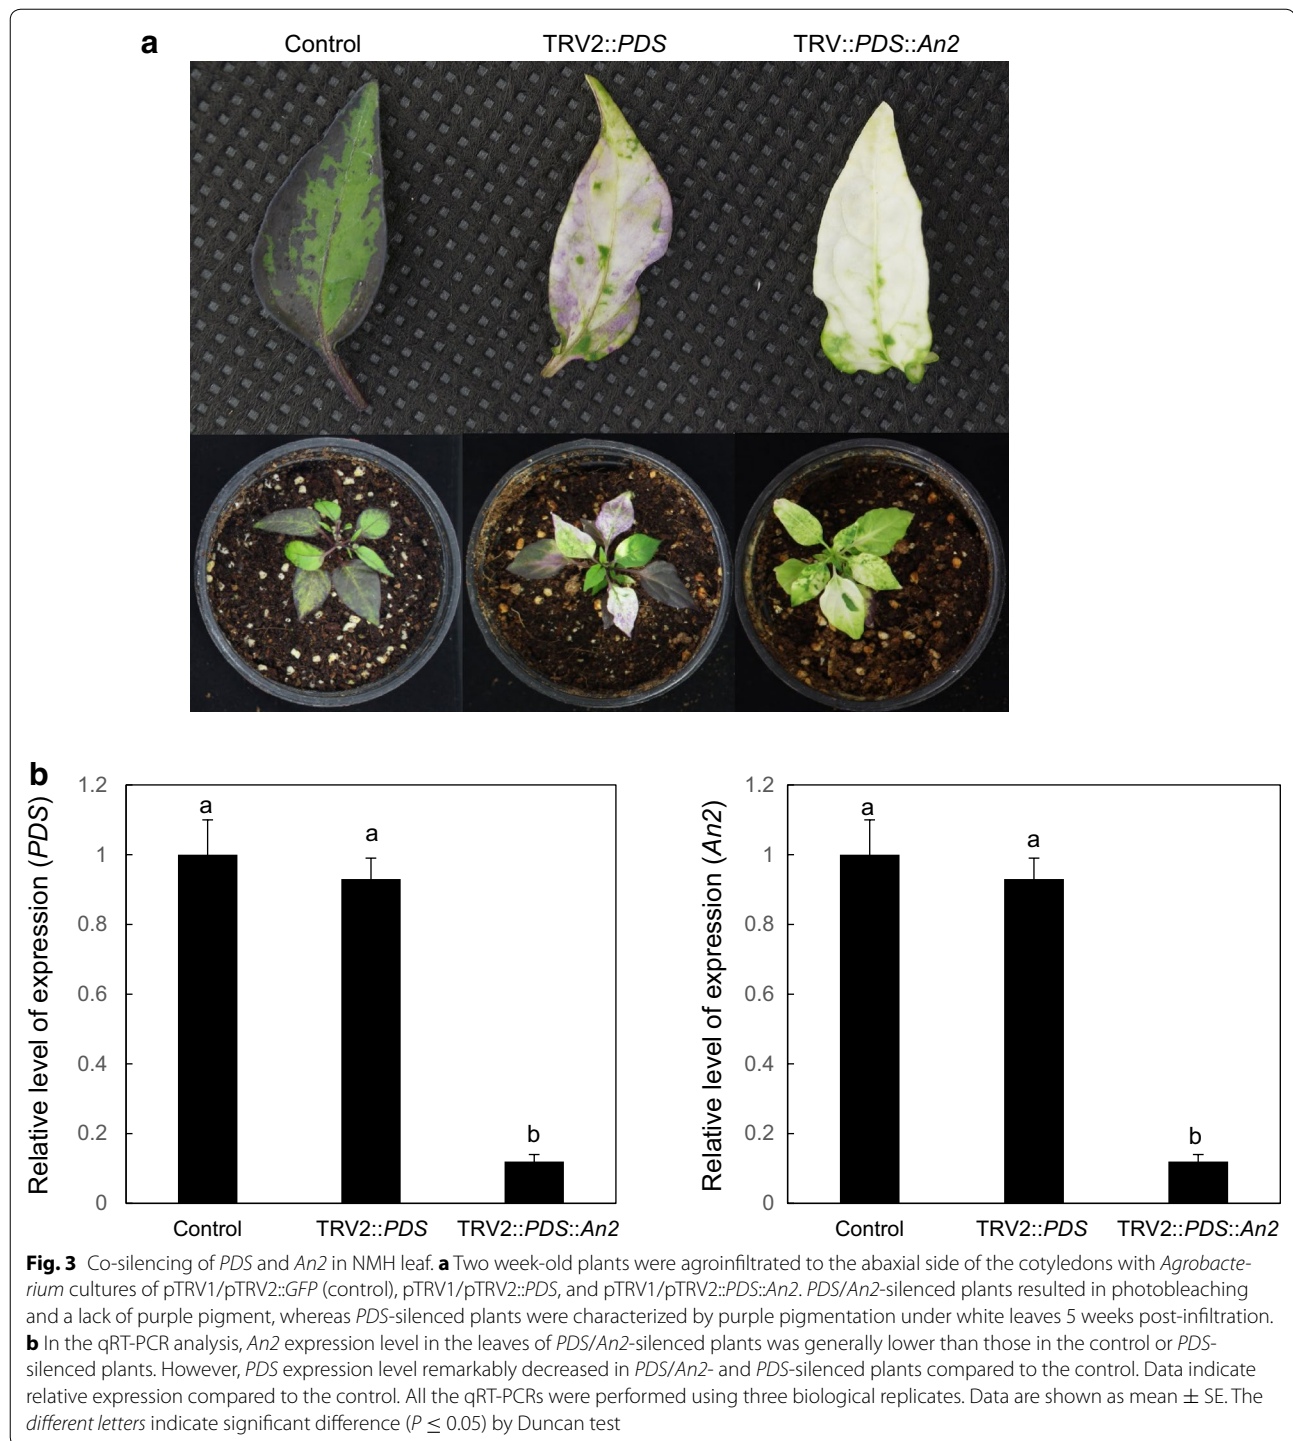 a
Control TRV2::PDS TRV::PDS::An2
b
Relative level of expression (PDS)
1.2
1
0.8
0.6
0.4
0.2
0
a
a
b
Control TRV2::PDS TRV2::PDS::An2
Relative level of expression (An2)
1.2
1
0.8
0.6
0.4
0.2
0
a
a
b
Control TRV2::PDS TRV2::PDS::An2
Fig. 3 Co-silencing of PDS and An2 in NMH leaf. a Two week-old plants were agroinfiltrated to the abaxial side of the cotyledons with Agrobacte-
rium cultures of pTRV1/pTRV2::GFP (control), pTRV1/pTRV2::PDS, and pTRV1/pTRV2::PDS::An2. PDS/An2-silenced plants resulted in photobleaching
and a lack of purple pigment, whereas PDS-silenced plants were characterized by purple pigmentation under white leaves 5 weeks post-infiltration.
b In the qRT-PCR analysis, An2 expression level in the leaves of PDS/An2-silenced plants was generally lower than those in the control or PDS-
silenced plants. However, PDS expression level remarkably decreased in PDS/An2- and PDS-silenced plants compared to the control. Data indicate
relative expression compared to the control. All the qRT-PCRs were performed using three biological replicates. Data are shown as mean ± SE. The
different letters indicate significant difference (P ≤ 0.05) by Duncan test